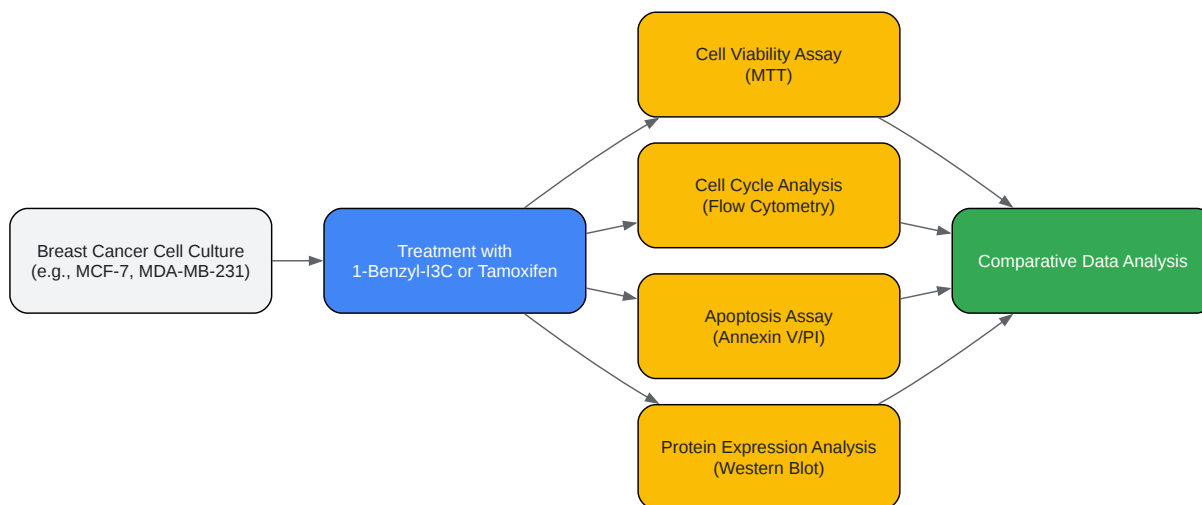 Breast Cancer Cell Culture
(e.g., MCF-7, MDA-MB-231)
Treatment with
1-Benzyl-I3C or Tamoxifen
Cell Viability Assay
(MTT)
Cell Cycle Analysis
(Flow Cytometry)
Apoptosis Assay
(Annexin V/PI)
Protein Expression Analysis
(Western Blot)
Comparative Data Analysis